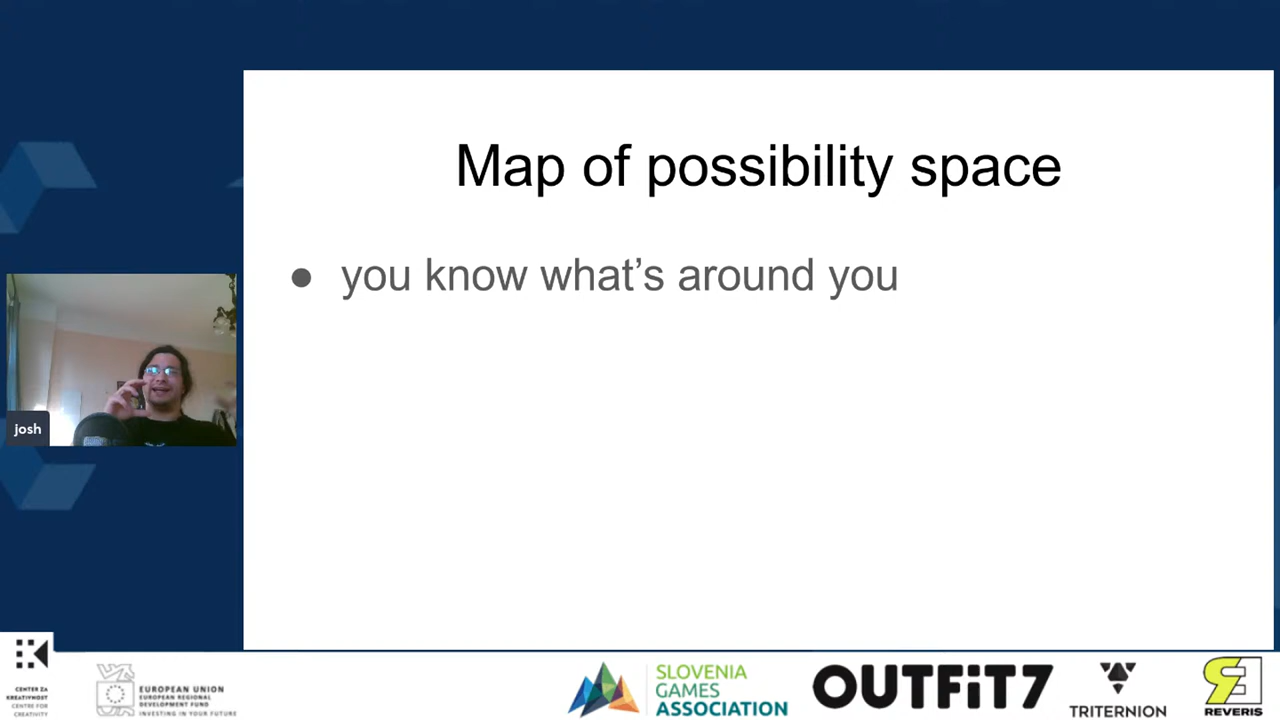 Map of possibility space
● you know what’s around you
josh
CENTER ZA
KREATIVNOST
CENTRE FOR
CREATIVITY
EUROPEAN UNION
EUROPEAN REGIONAL
DEVELOPMENT FUND
INVESTING IN YOUR FUTURE
SLOVENIA
GAMES
ASSOCIATION
OUTFiT7
TRITERNION
REVERIS